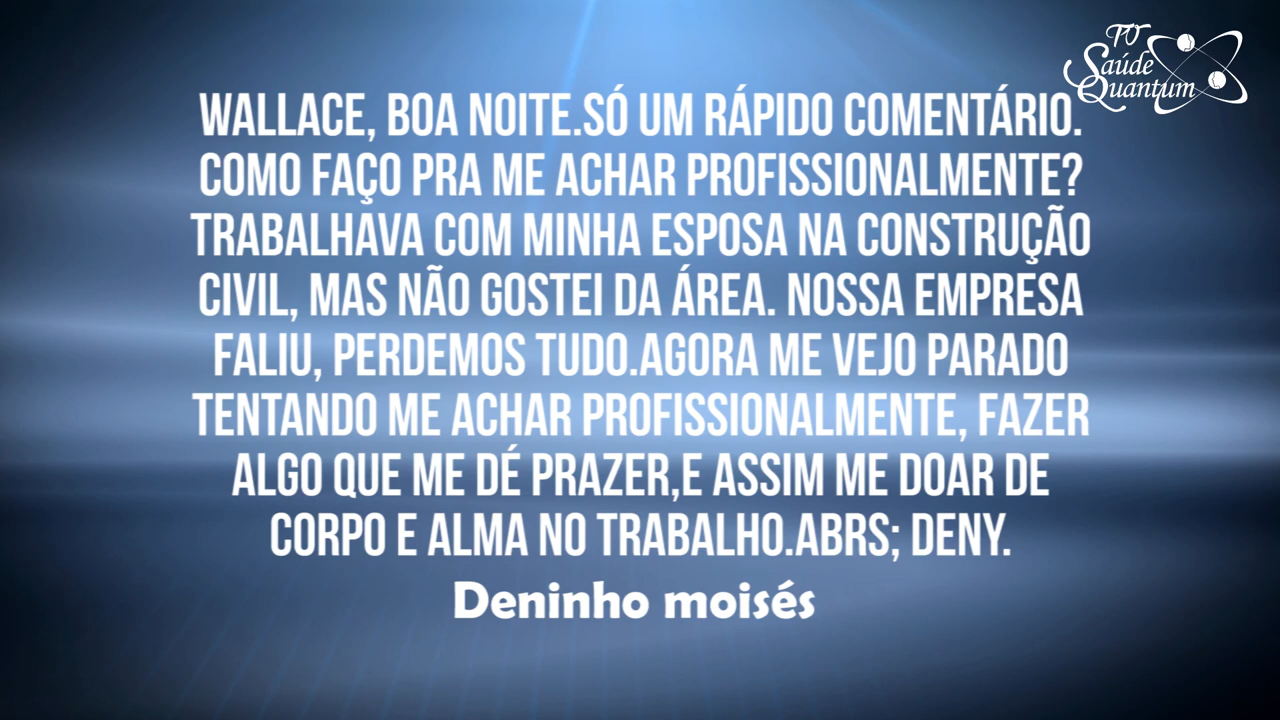 TV
Saúde
Quantum
WALLACE, BOA NOITE.SÓ UM RÁPIDO COMENTÁRIO.
COMO FAÇO PRA ME ACHAR PROFISSIONALMENTE?
TRABALHAVA COM MINHA ESPOSA NA CONSTRUÇÃO
CIVIL, MAS NÃO GOSTEI DA ÁREA. NOSSA EMPRESA
FALIU, PERDEMOS TUDO.AGORA ME VEJO PARADO
TENTANDO ME ACHAR PROFISSIONALMENTE, FAZER
ALGO QUE ME DÉ PRAZER,E ASSIM ME DOAR DE
CORPO E ALMA NO TRABALHO.ABRS; DENY.
Deninho moisés